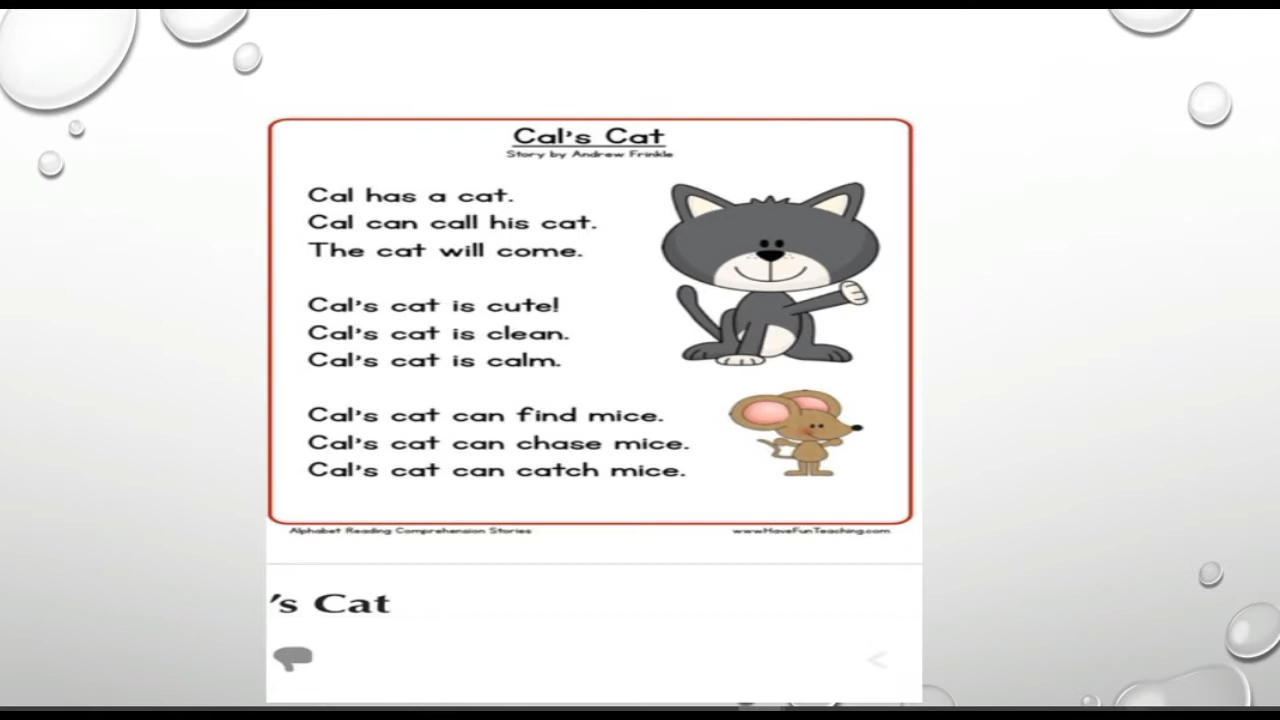 Cal's Cat
Story by Andrew Frinkle
Cal has a cat.
Cal can call his cat.
The cat will come.
Cal's cat is cute!
Cal's cat is clean.
Cal's cat is calm.
Cal's cat can find mice.
Cal's cat can chase mice.
Cal's cat can catch mice.
Alphabet Reading Comprehension Stories
www.HaveFunTeaching.com
's Cat